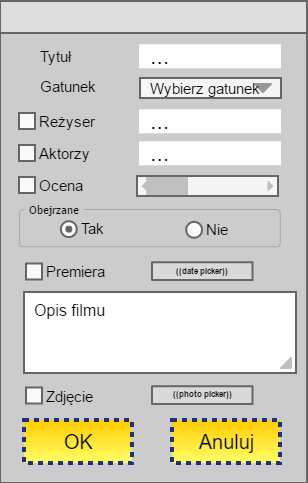 Tytuł ...
Gatunek Wybierz gatunek
Reżyser ...
Aktorzy ...
Ocena
Obejrzane
Tak Nie
Premiera ((date picker))
Opis filmu
Zdjęcie ((photo picker))
OK Anuluj